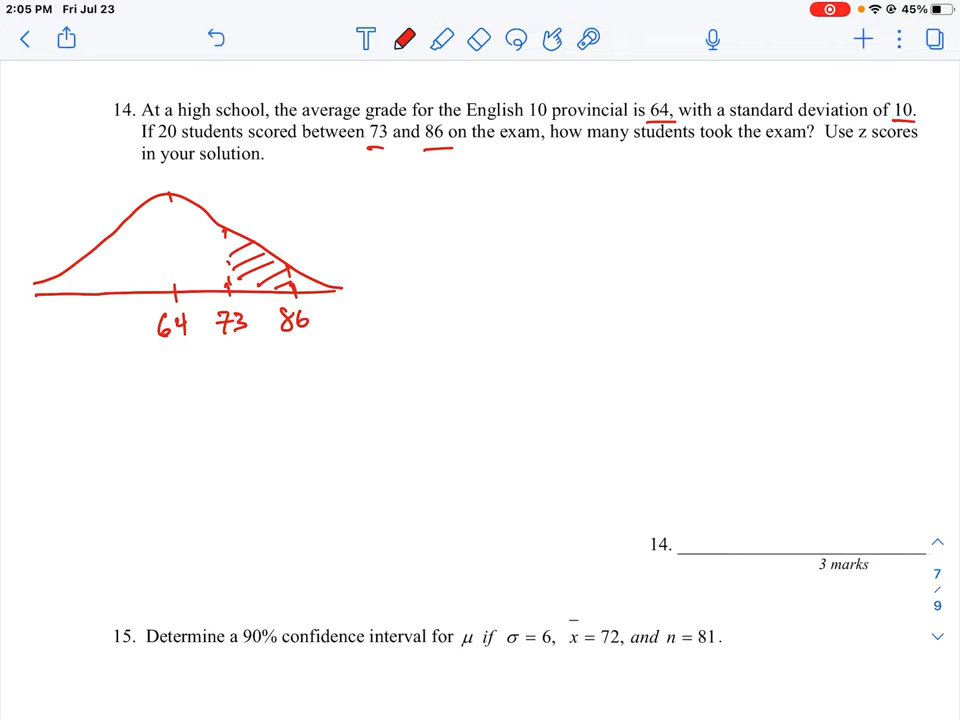 2:05 PM Fri Jul 23
45%
T
14. At a high school, the average grade for the English 10 provincial is 64, with a standard deviation of 10.
If 20 students scored between 73 and 86 on the exam, how many students took the exam? Use z scores
in your solution.
64 73 86
14. ____________________
3 marks
7
/
9
15. Determine a 90% confidence interval for μ if σ = 6, x̄ = 72, and n = 81.